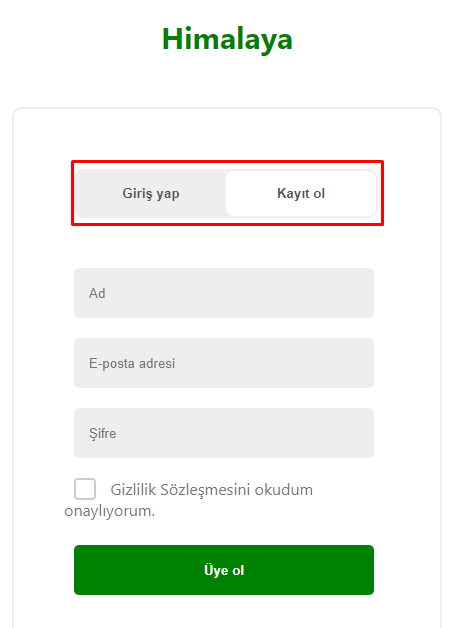 Himalaya
Giriş yap Kayıt ol
Ad
E-posta adresi
Şifre
Gizlilik Sözleşmesini okudum
onaylıyorum.
Üye ol